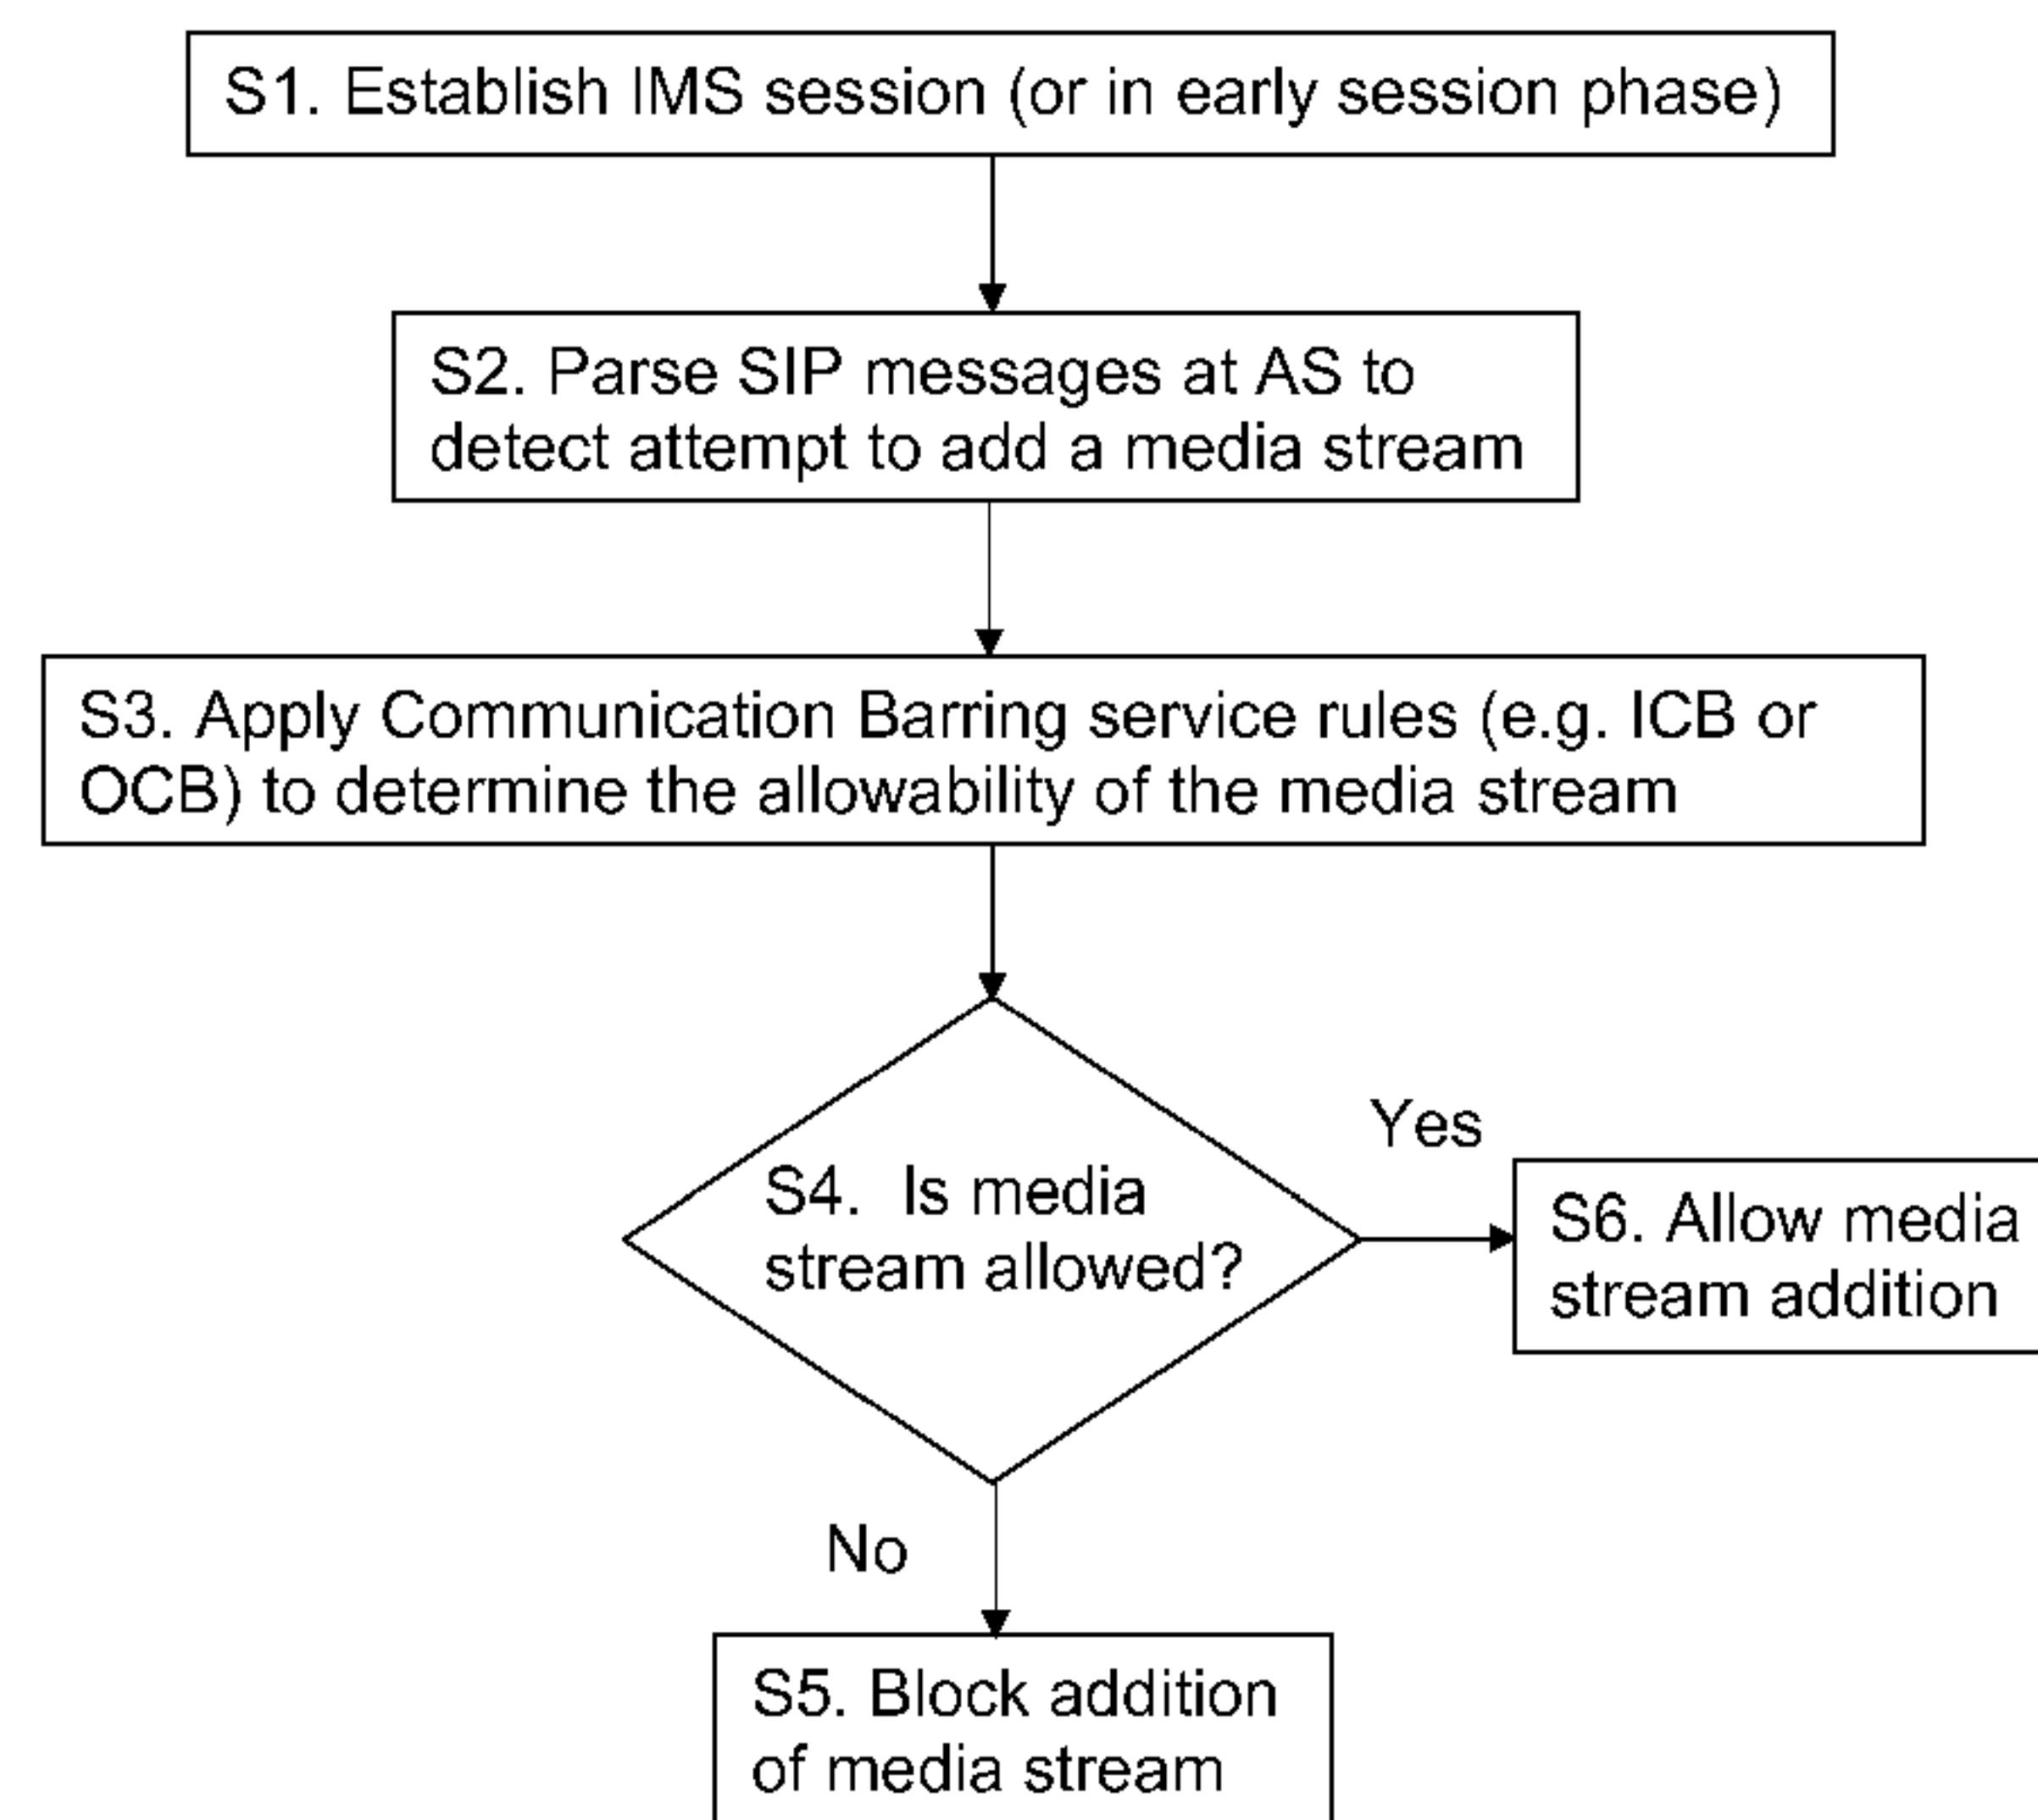 S1. Establish IMS session (or in early session phase)
S2. Parse SIP messages at AS to
detect attempt to add a media stream
S3. Apply Communication Barring service rules (e.g. ICB or
OCB) to determine the allowability of the media stream
S4. Is media
stream allowed?
Yes
S6. Allow media
stream addition
No
S5. Block addition
of media stream